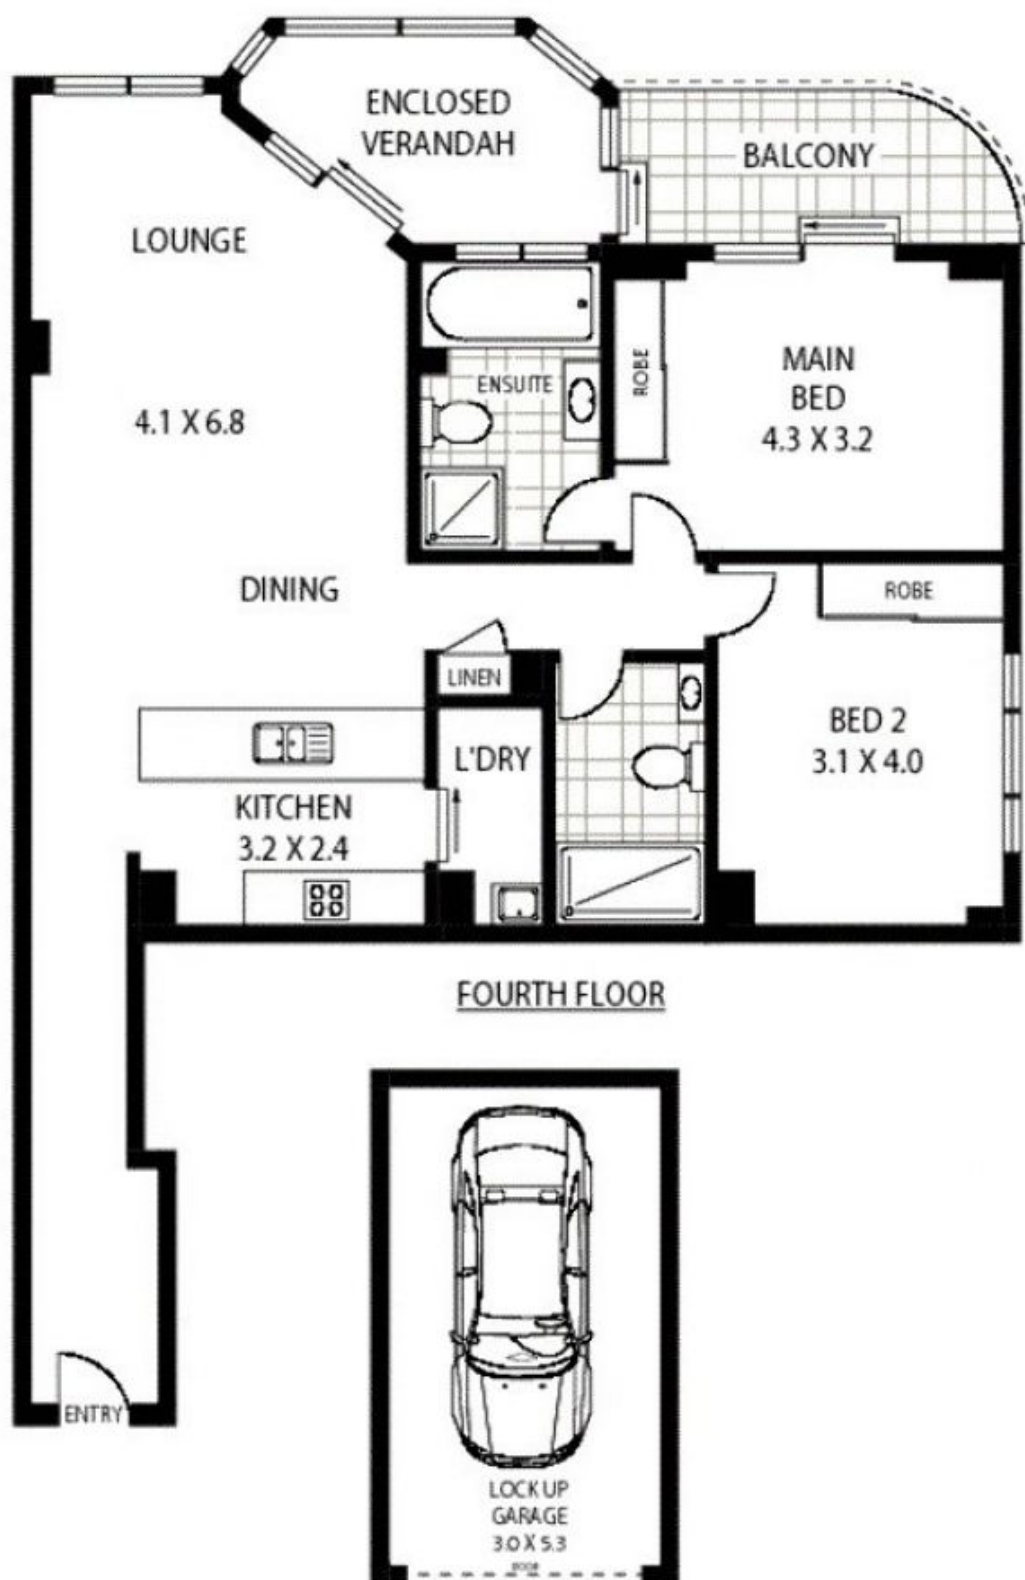 ENCLOSED
VERANDAH
BALCONY
LOUNGE
4.1 X 6.8
ENSUITE
ROBE
MAIN
BED
4.3 X 3.2
DINING
ROBE
LINEN
BED 2
3.1 X 4.0
L'DRY
KITCHEN
3.2 X 2.4
FOURTH FLOOR
ENTRY
LOCK UP
GARAGE
3.0 X 5.3
DOOR